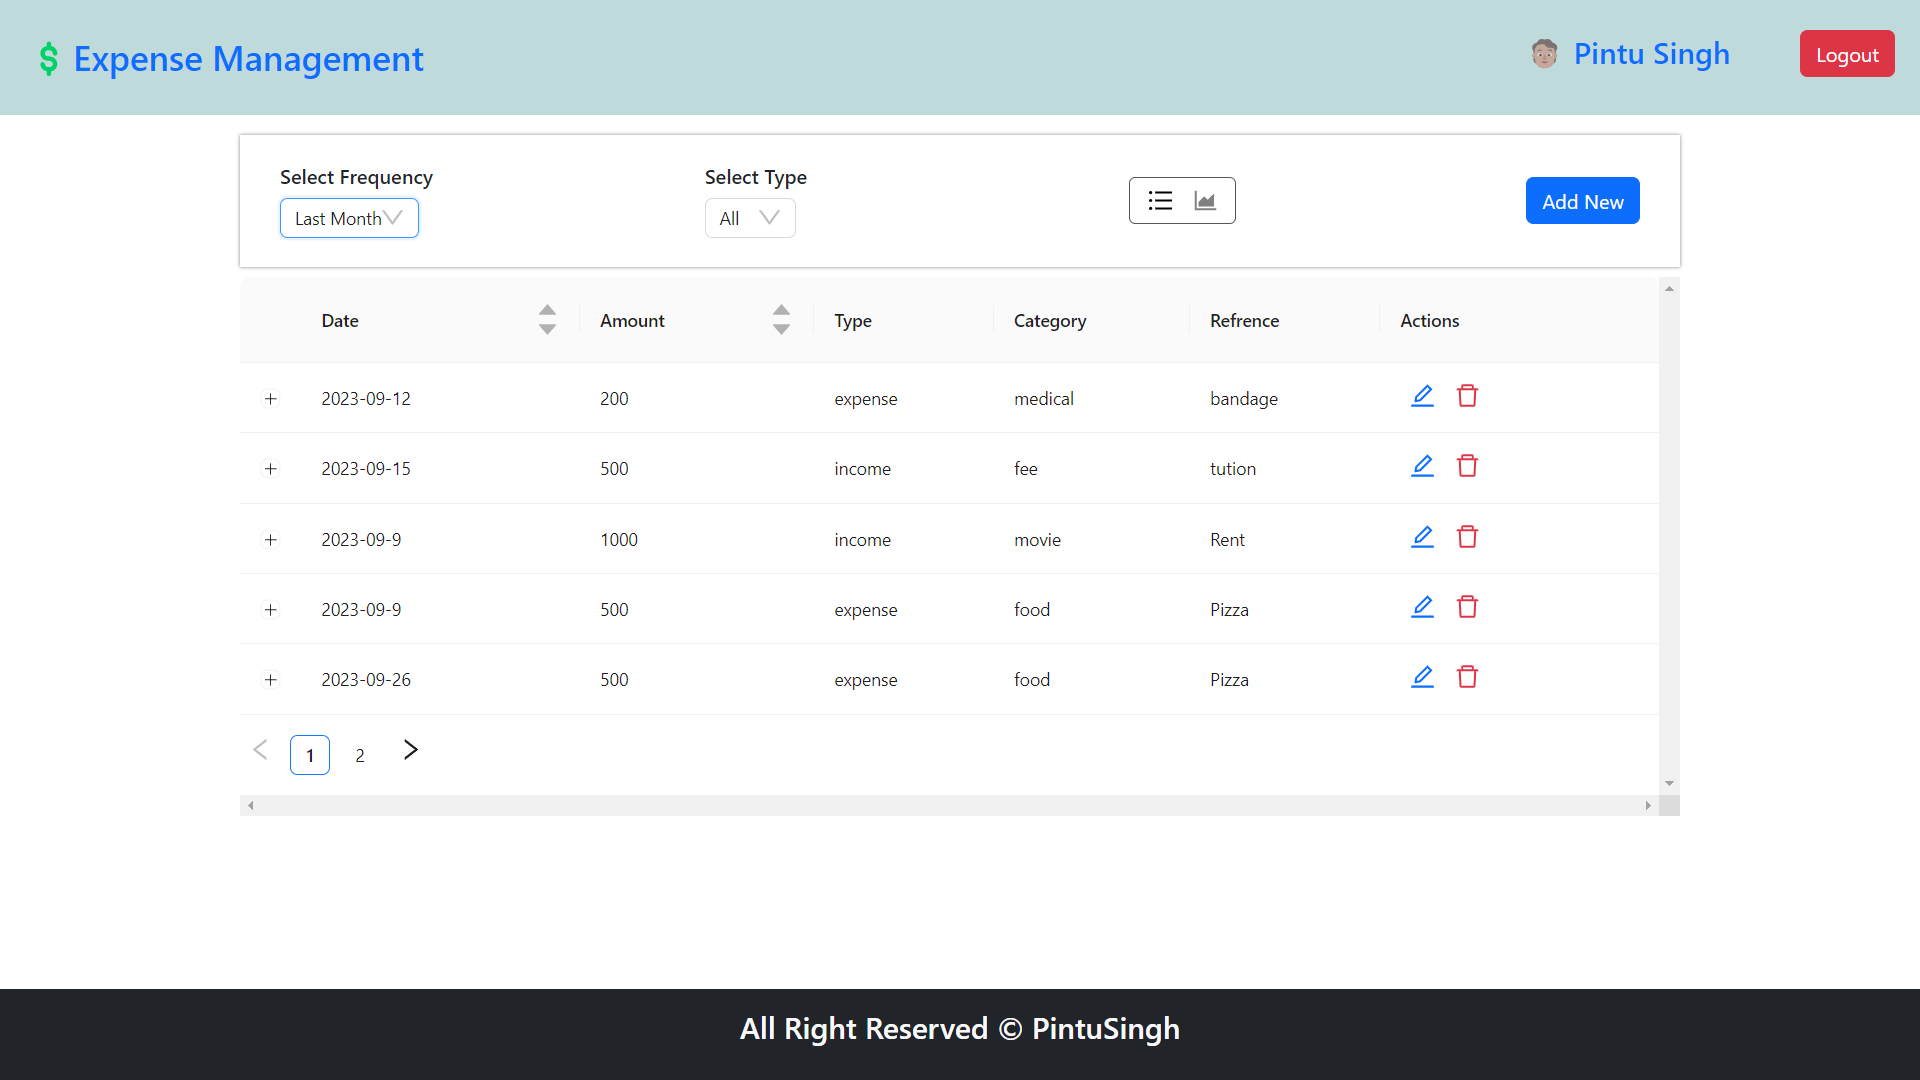 $ Expense Management
Pintu Singh
Logout
Select Frequency
Last Month
Select Type
All
Add New
Date Amount Type Category Refrence Actions
2023-09-12 200 expense medical bandage
2023-09-15 500 income fee tution
2023-09-9 1000 income movie Rent
2023-09-9 500 expense food Pizza
2023-09-26 500 expense food Pizza
1 2
All Right Reserved © PintuSingh